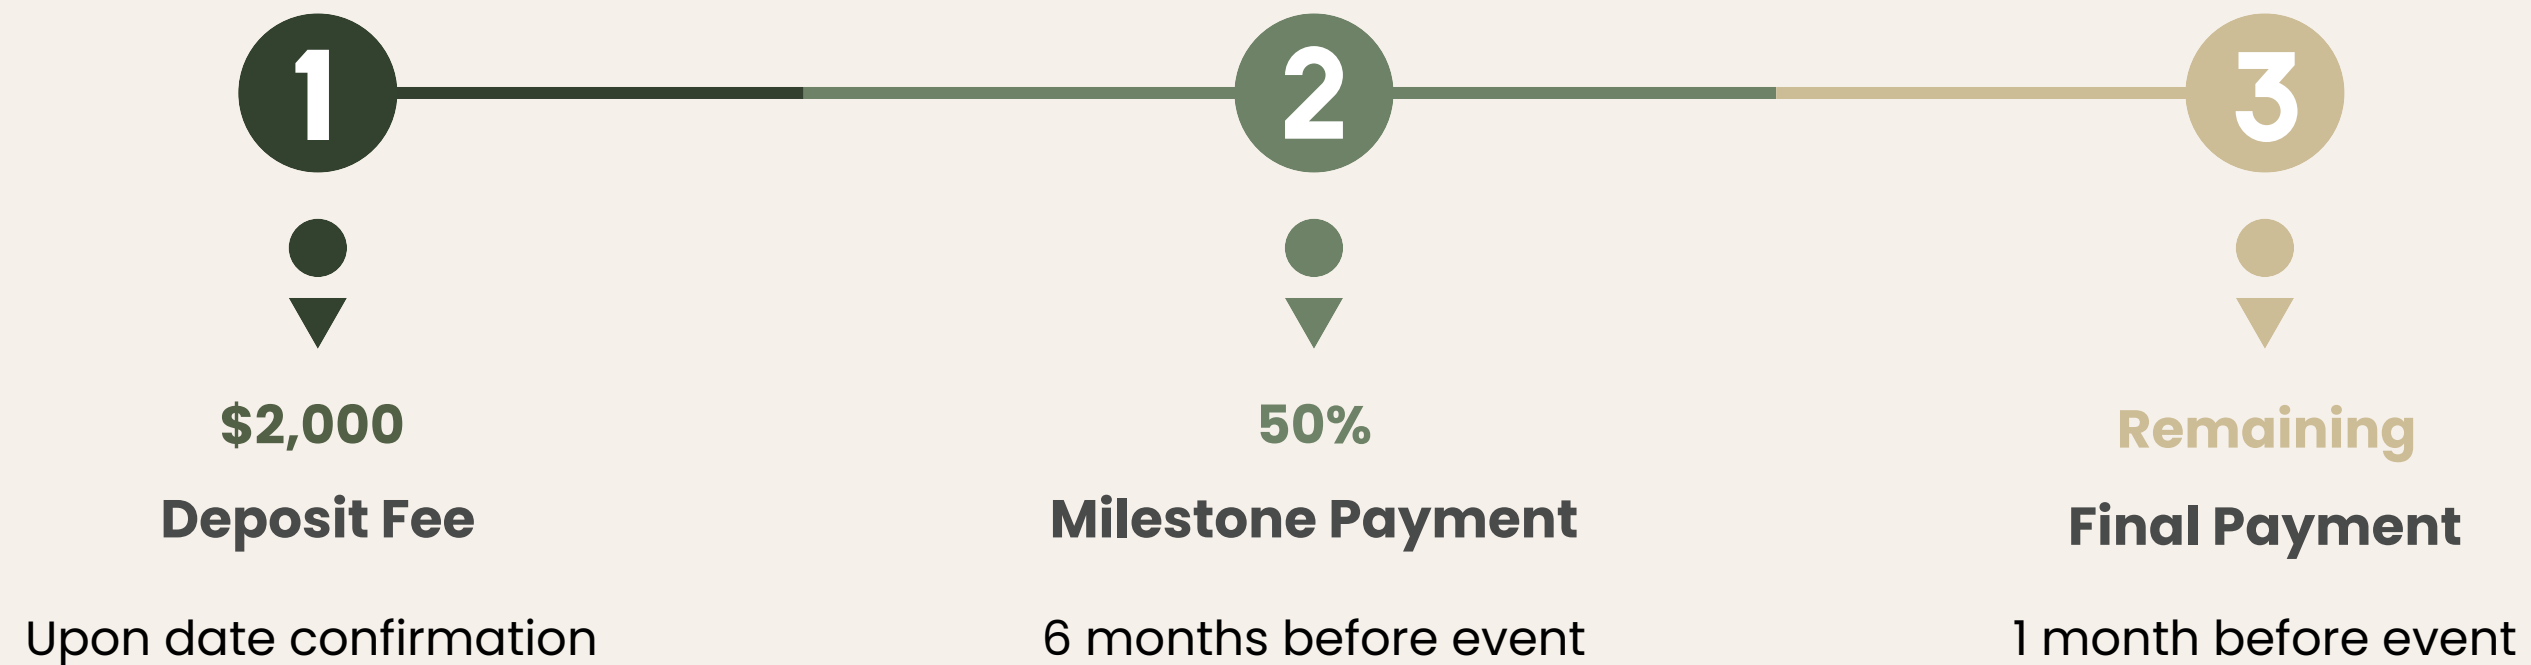 1
2
3
$2,000
Deposit Fee
Upon date confirmation
50%
Milestone Payment
6 months before event
Remaining
Final Payment
1 month before event